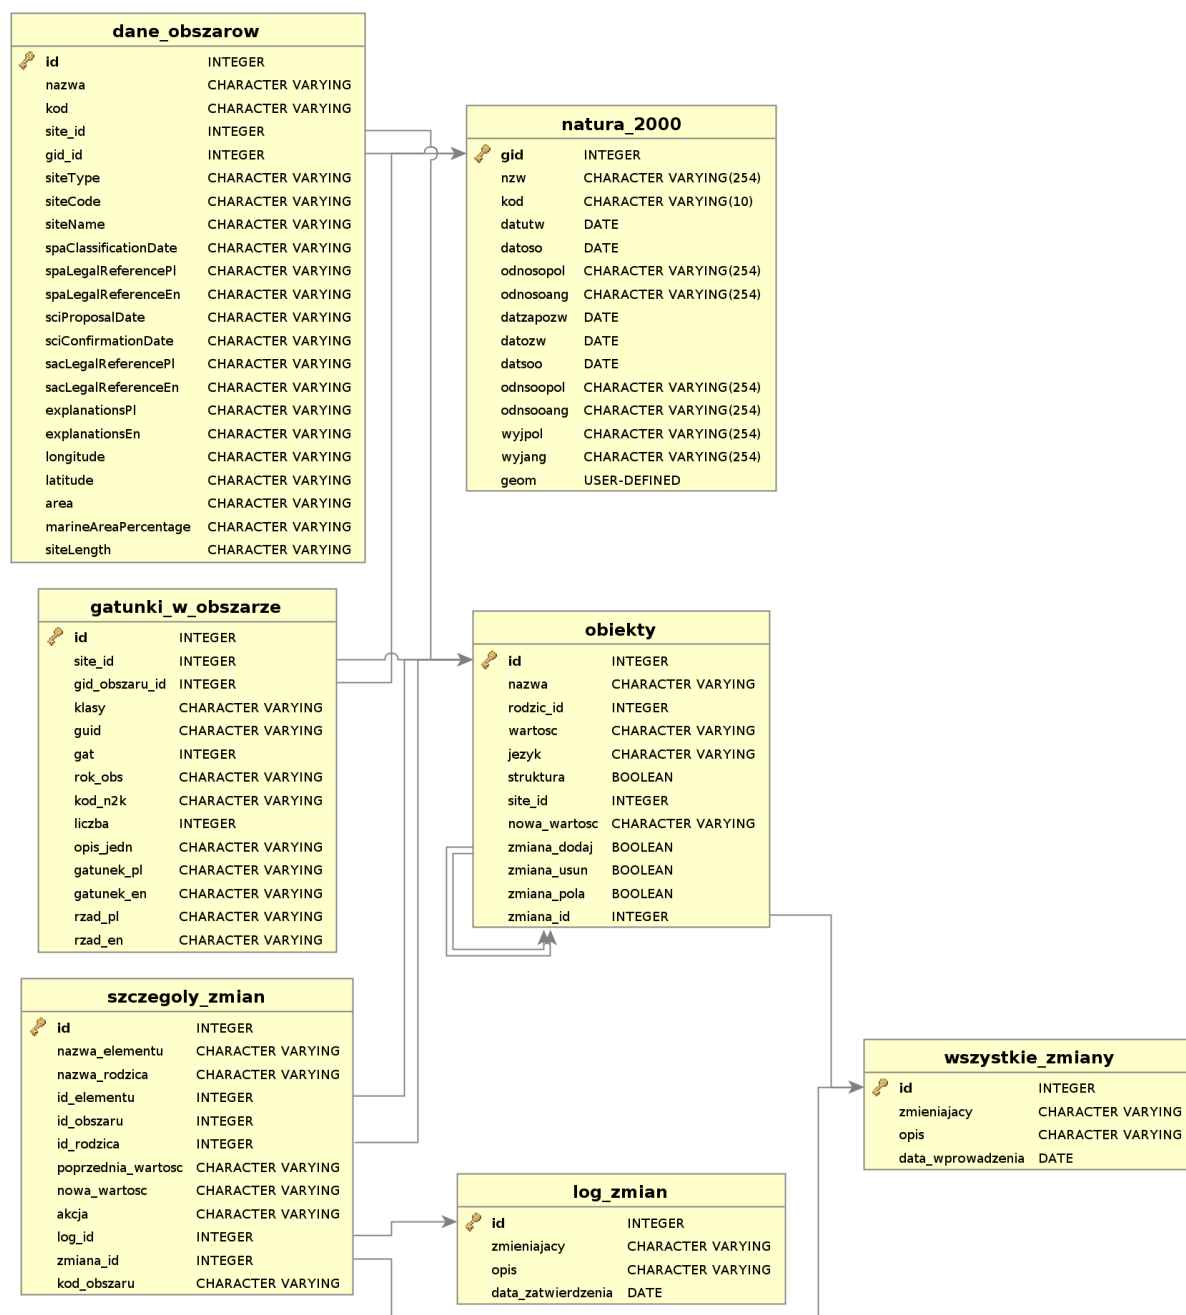 dane_obszarow
id INTEGER
nazwa CHARACTER VARYING
kod CHARACTER VARYING
site_id INTEGER
gid_id INTEGER
siteType CHARACTER VARYING
siteCode CHARACTER VARYING
siteName CHARACTER VARYING
spaClassificationDate CHARACTER VARYING
spaLegalReferencePl CHARACTER VARYING
spaLegalReferenceEn CHARACTER VARYING
sciProposalDate CHARACTER VARYING
sciConfirmationDate CHARACTER VARYING
sacLegalReferencePl CHARACTER VARYING
sacLegalReferenceEn CHARACTER VARYING
explanationsPl CHARACTER VARYING
explanationsEn CHARACTER VARYING
longitude CHARACTER VARYING
latitude CHARACTER VARYING
area CHARACTER VARYING
marineAreaPercentage CHARACTER VARYING
siteLength CHARACTER VARYING
natura_2000
gid INTEGER
nzw CHARACTER VARYING(254)
kod CHARACTER VARYING(10)
datutw DATE
datoso DATE
odnosopol CHARACTER VARYING(254)
odnosoang CHARACTER VARYING(254)
datzapozw DATE
datozw DATE
datsoo DATE
odnsoopol CHARACTER VARYING(254)
odnsooang CHARACTER VARYING(254)
wyjpol CHARACTER VARYING(254)
wyjang CHARACTER VARYING(254)
geom USER-DEFINED
gatunki_w_obszarze
id INTEGER
site_id INTEGER
gid_obszaru_id INTEGER
klasy CHARACTER VARYING
guid CHARACTER VARYING
gat INTEGER
rok_obs CHARACTER VARYING
kod_n2k CHARACTER VARYING
liczba INTEGER
opis_jedn CHARACTER VARYING
gatunek_pl CHARACTER VARYING
gatunek_en CHARACTER VARYING
rzad_pl CHARACTER VARYING
rzad_en CHARACTER VARYING
obiekty
id INTEGER
nazwa CHARACTER VARYING
rodzic_id INTEGER
wartosc CHARACTER VARYING
jezyk CHARACTER VARYING
struktura BOOLEAN
site_id INTEGER
nowa_wartosc CHARACTER VARYING
zmiana_dodaj BOOLEAN
zmiana_usun BOOLEAN
zmiana_pola BOOLEAN
zmiana_id INTEGER
szczegoly_zmian
id INTEGER
nazwa_elementu CHARACTER VARYING
nazwa_rodzica CHARACTER VARYING
id_elementu INTEGER
id_obszaru INTEGER
id_rodzica INTEGER
poprzednia_wartosc CHARACTER VARYING
nowa_wartosc CHARACTER VARYING
akcja CHARACTER VARYING
log_id INTEGER
zmiana_id INTEGER
kod_obszaru CHARACTER VARYING
wszystkie_zmiany
id INTEGER
zmieniajacy CHARACTER VARYING
opis CHARACTER VARYING
data_wprowadzenia DATE
log_zmian
id INTEGER
zmieniajacy CHARACTER VARYING
opis CHARACTER VARYING
data_zatwierdzenia DATE